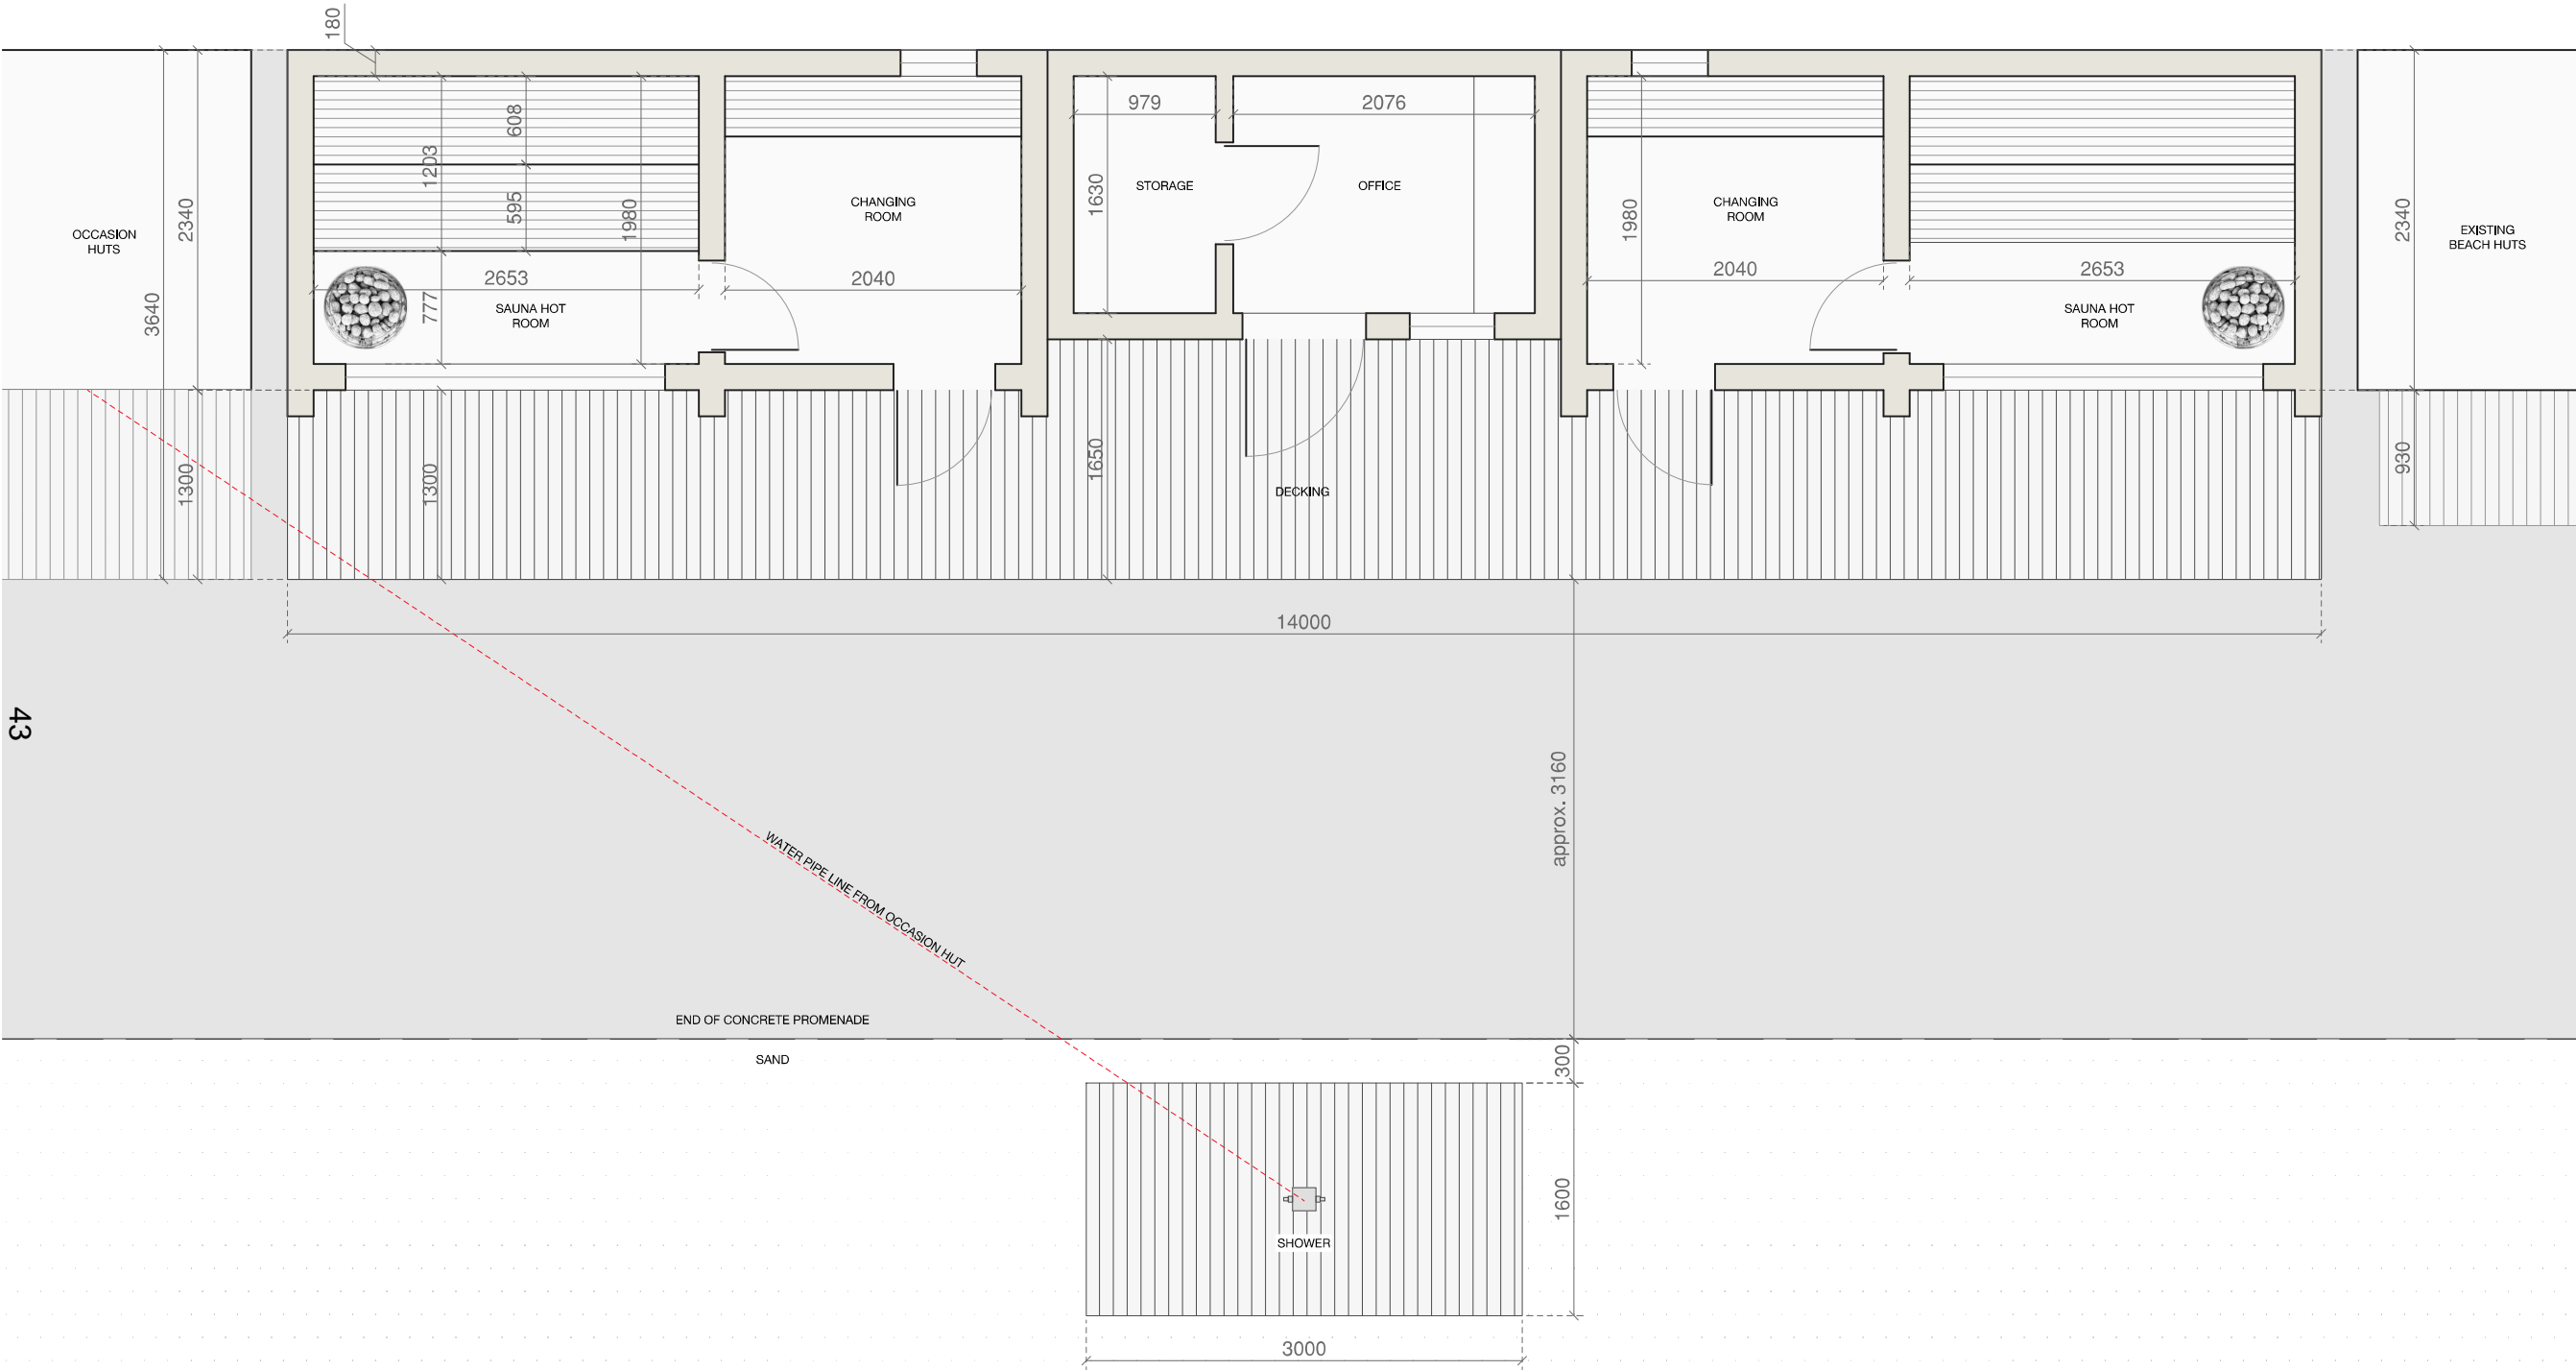 180
979
2076
608
1203
595
1630
STORAGE
OFFICE
CHANGING
ROOM
CHANGING
ROOM
OCCASION
HUTS
2340
1980
1980
2340
EXISTING
BEACH HUTS
2653
2040
2040
2653
3640
777
SAUNA HOT
ROOM
SAUNA HOT
ROOM
1300
1300
1650
DECKING
930
14000
43
approx. 3160
WATER PIPE LINE FROM OCCASION HUT
END OF CONCRETE PROMENADE
SAND
300
1600
SHOWER
3000